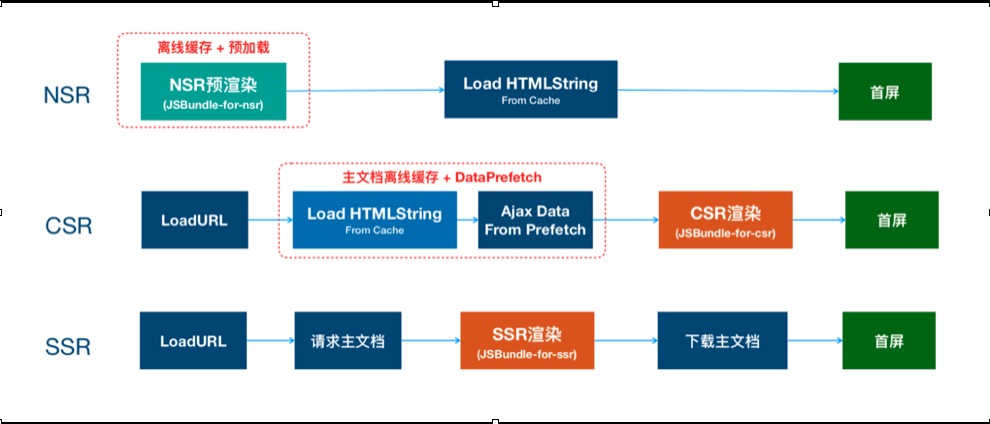 离线缓存 + 预加载
NSR
NSR预渲染
(JSBundle-for-nsr)
Load HTMLString
From Cache
首屏
主文档离线缓存 + DataPrefetch
CSR
LoadURL
Load HTMLString
From Cache
Ajax Data
From Prefetch
CSR渲染
(JSBundle-for-csr)
首屏
SSR
LoadURL
请求主文档
SSR渲染
(JSBundle-for-ssr)
下载主文档
首屏